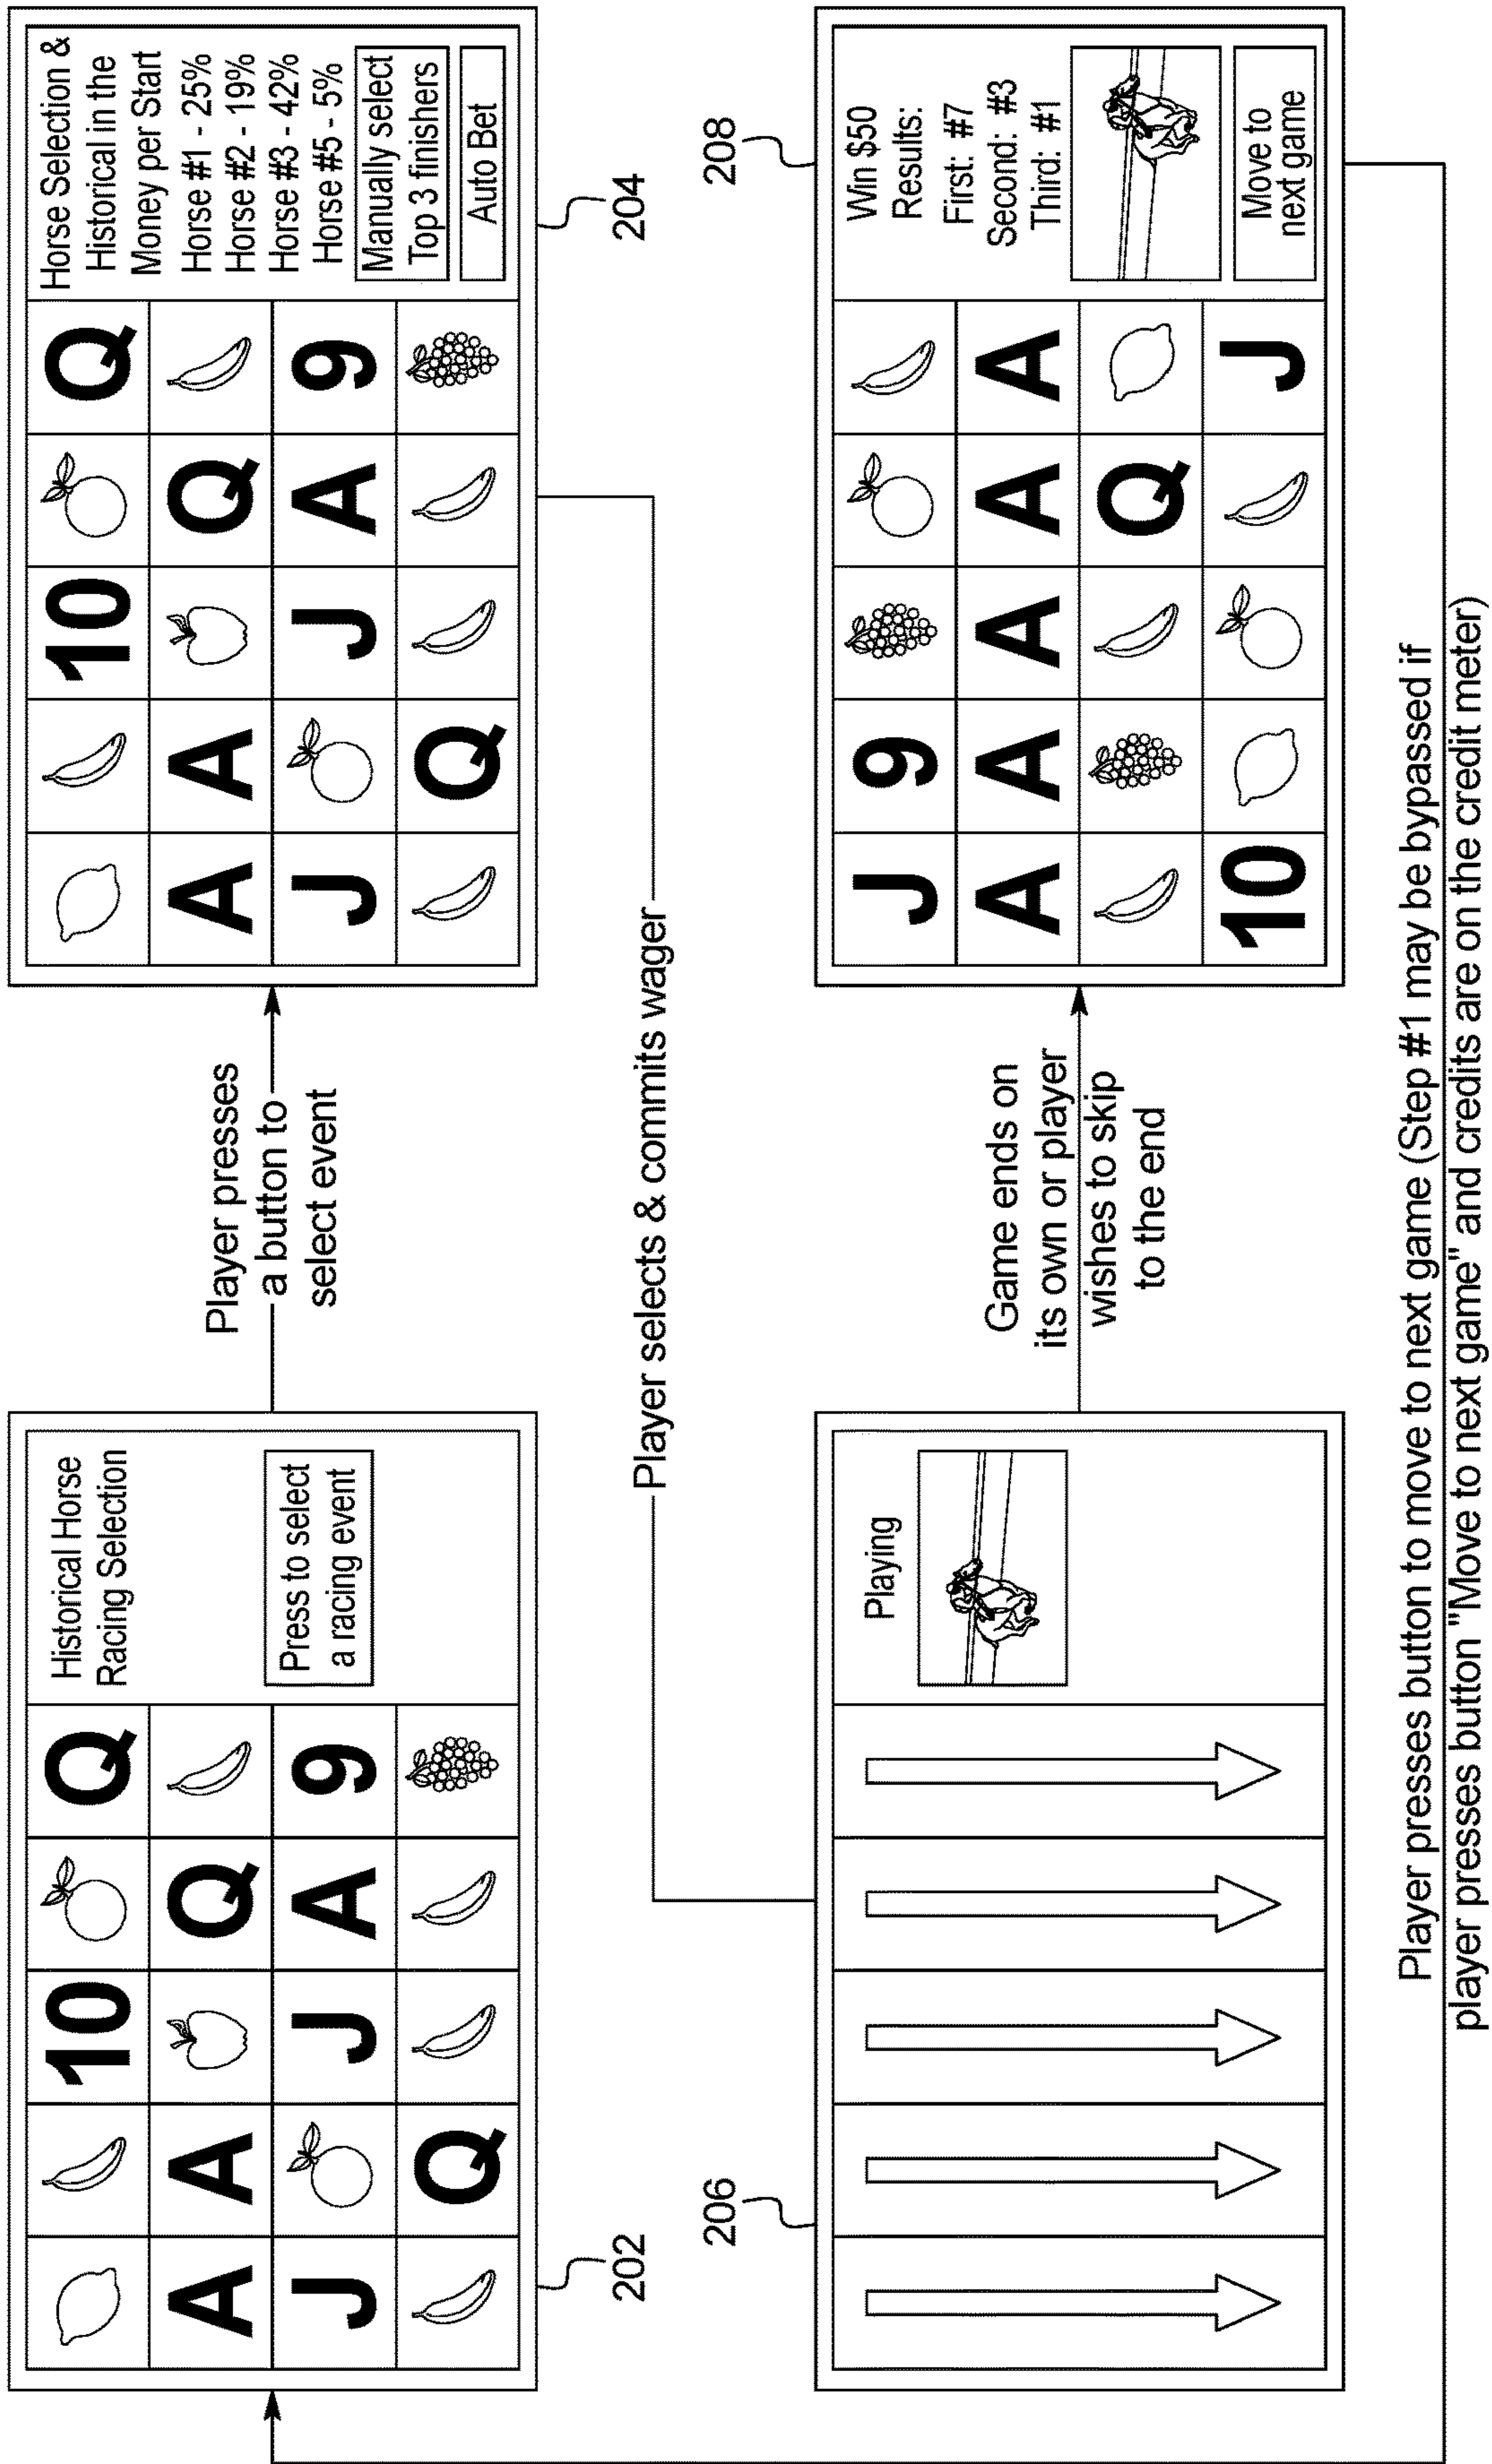 10 Q
A A Q
J J A 9
Q
Historical Horse
Racing Selection
Press to select
a racing event
202
Player presses
a button to
select event
10 Q
A A Q
J J A 9
Q
Horse Selection &
Historical in the
Money per Start
Horse #1 - 25%
Horse #2 - 19%
Horse #3 - 42%
Horse #5 - 5%
Manually select
Top 3 finishers
Auto Bet
204
Player selects & commits wager
206
Playing
Game ends on
its own or player
wishes to skip
to the end
208
J 9
A A A A A
Q
10 J
Win $50
Results:
First: #7
Second: #3
Third: #1
Move to
next game
Player presses button to move to next game (Step #1 may be bypassed if
player presses button "Move to next game" and credits are on the credit meter)